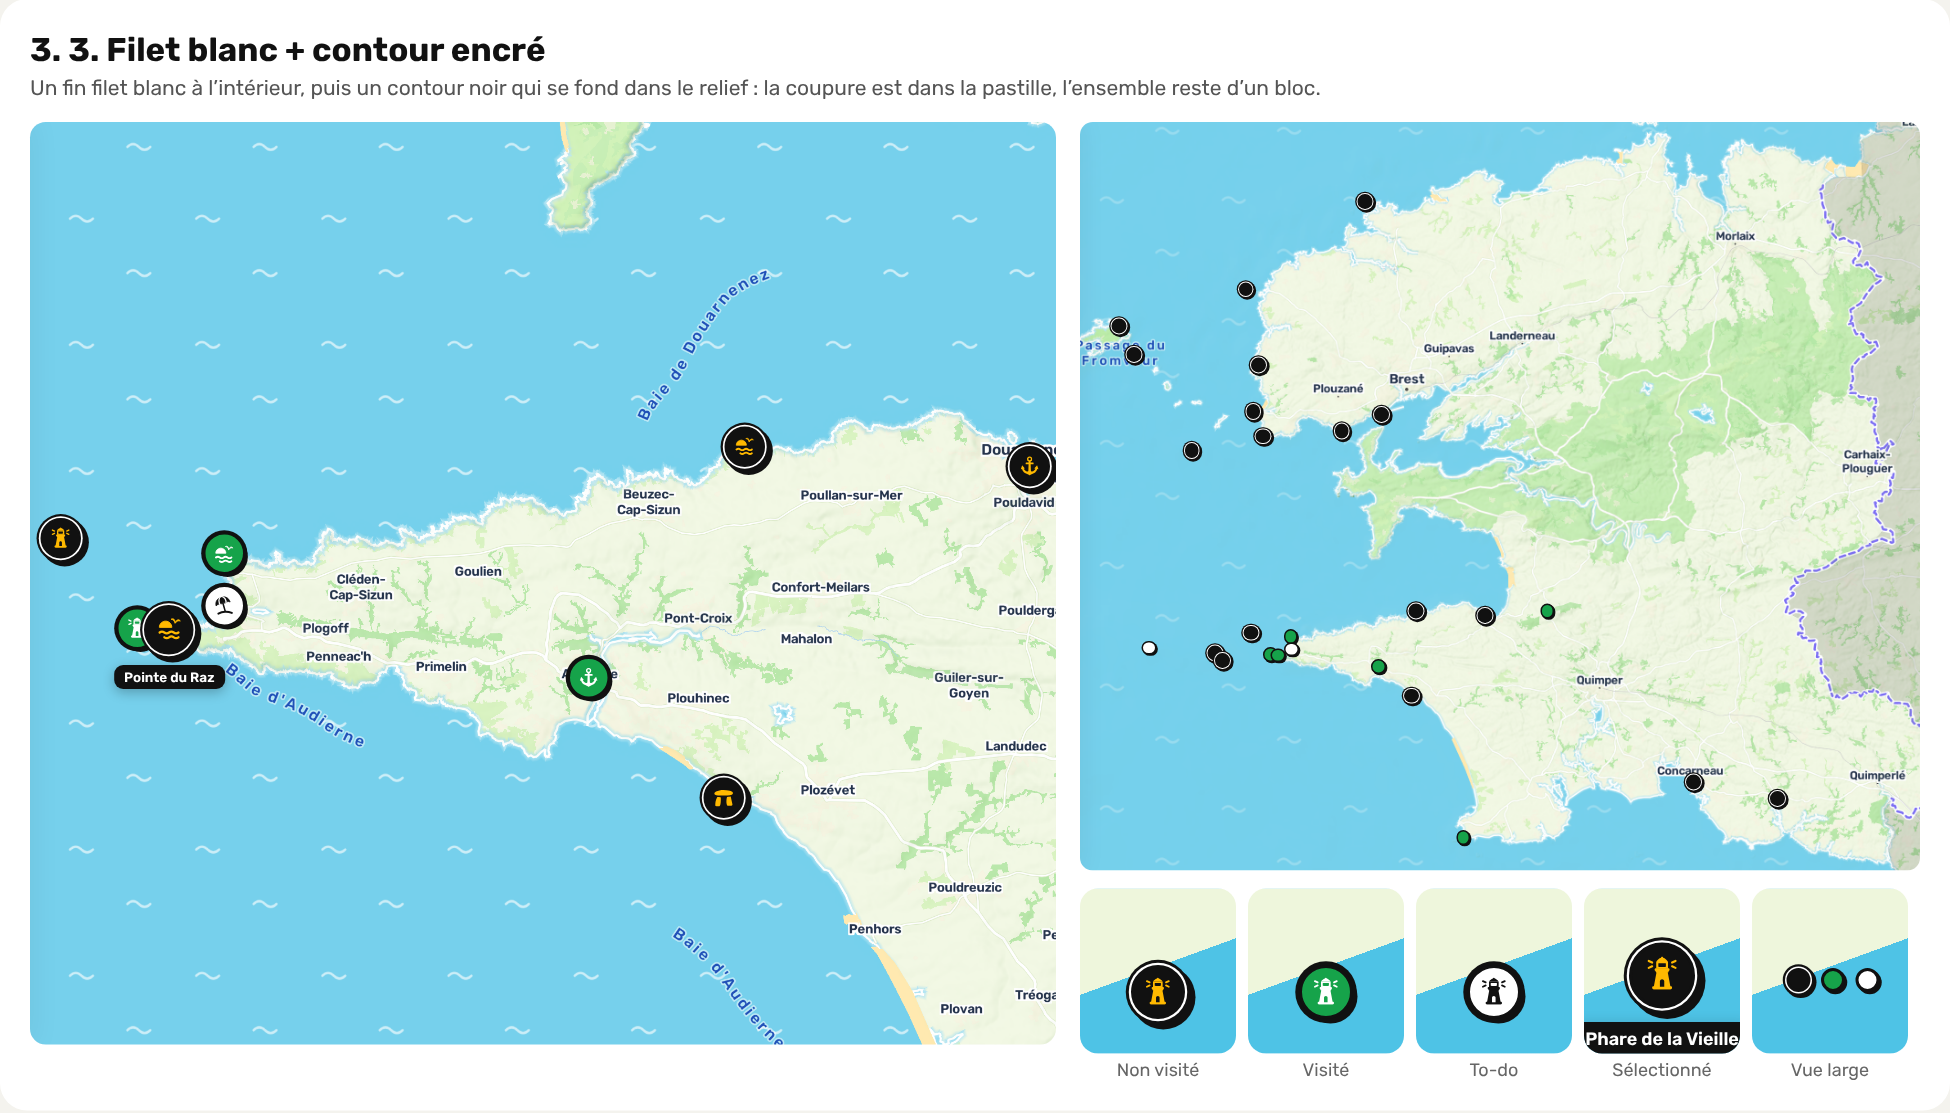 3. 3. Filet blanc + contour encré
Un fin filet blanc à l’intérieur, puis un contour noir qui se fond dans le relief : la coupure est dans la pastille, l’ensemble reste d’un bloc.
Baie de Douarnenez
Pouldavid
Beuzec-
Cap-Sizun
Poullan-sur-Mer
Goulien
Cléden-
Cap-Sizun
Confort-Meilars
Plogoff
Pont-Croix
Mahalon
Penneac'h
Primelin
Pointe du Raz
Baie d'Audierne
Plouhinec
Guiler-sur-
Goyen
Landudec
Plozévet
Pouldreuzic
Penhors
Baie d'Audierne
Plovan
Morlaix
Passage du
Landerneau
Guipavas
Brest
Plouzané
Carhaix-
Plouguer
Quimper
Concarneau
Quimperlé
Phare de la Vieille
Non visité
Visité
To-do
Sélectionné
Vue large